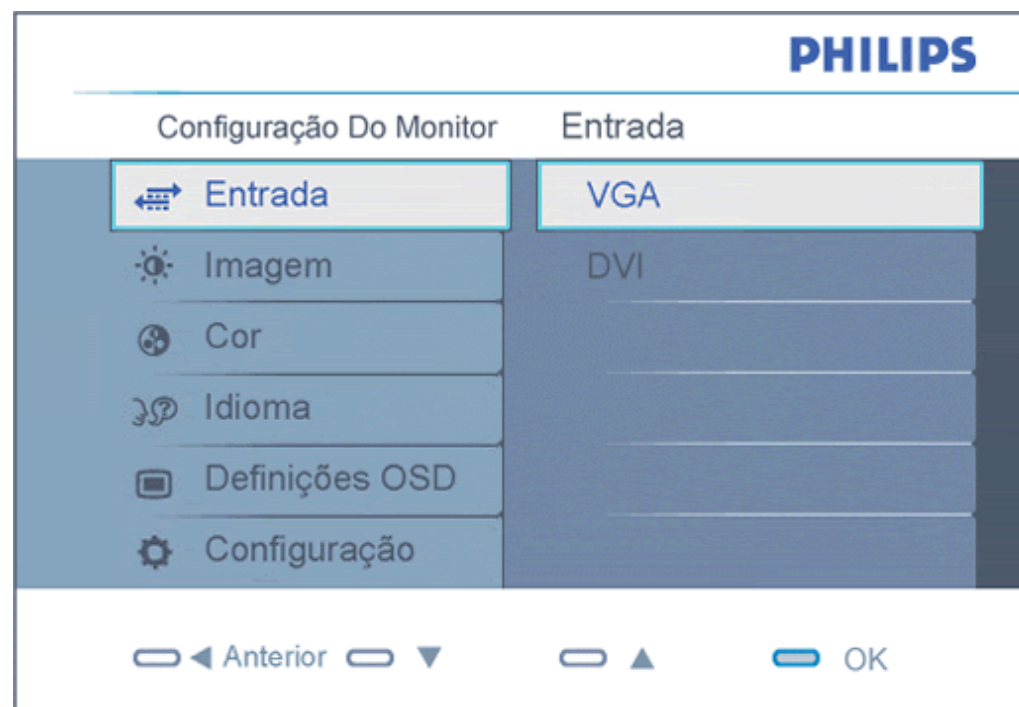 PHILIPS
Configuração Do Monitor Entrada
Entrada VGA
Imagem DVI
Cor
Idioma
Definições OSD
Configuração
Anterior OK